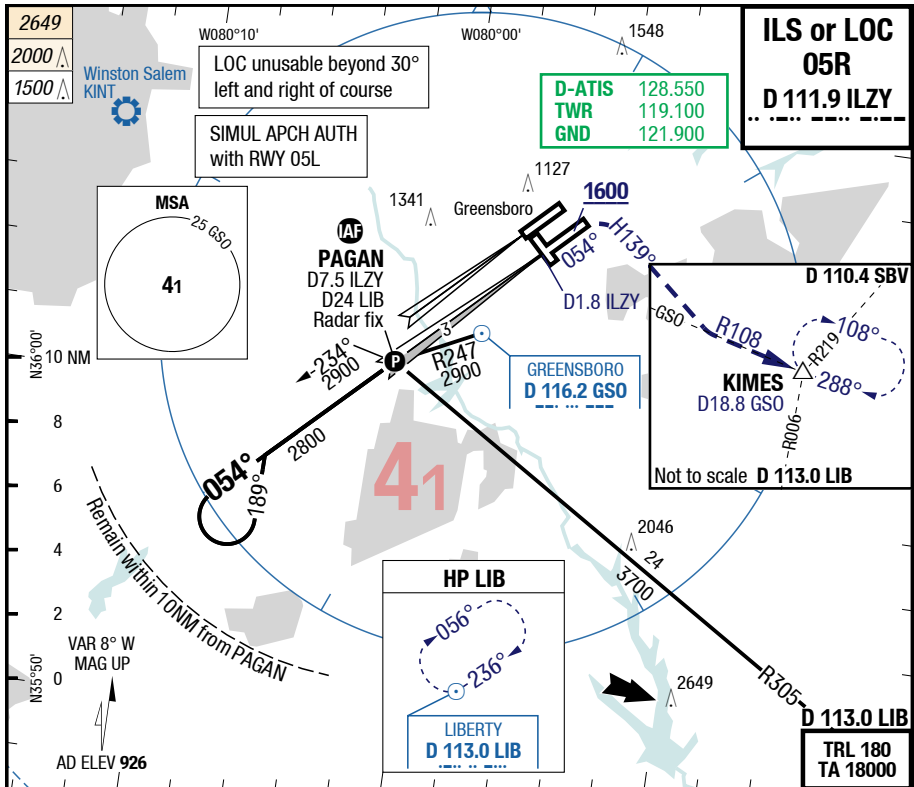 2649
2000
1500
Winston Salem
KINT
W080°10'
LOC unusable beyond 30°
left and right of course
SIMUL APCH AUTH
with RWY 05L
W080°00'
1548
D-ATIS 128.550
TWR 119.100
GND 121.900
ILS or LOC
05R
D 111.9 ILZY
MSA
25 GSO
41
1341
1127
Greensboro
1600
054°
H139°
D1.8 ILZY
IAF
PAGAN
D7.5 ILZY
D24 LIB
Radar fix
P
3
R247
2900
234°
2900
2800
054°
189°
GREENSBORO
D 116.2 GSO
D 110.4 SBV
GSO
R108
108°
R219
288°
KIMES
D18.8 GSO
R006
Not to scale D 113.0 LIB
N36°00'
10 NM
8
6
4
2
0
N35°50'
41
Remain within 10NM from PAGAN
2046
24
3700
HP LIB
056°
236°
LIBERTY
D 113.0 LIB
2649
R305
D 113.0 LIB
VAR 8° W
MAG UP
AD ELEV 926
TRL 180
TA 18000